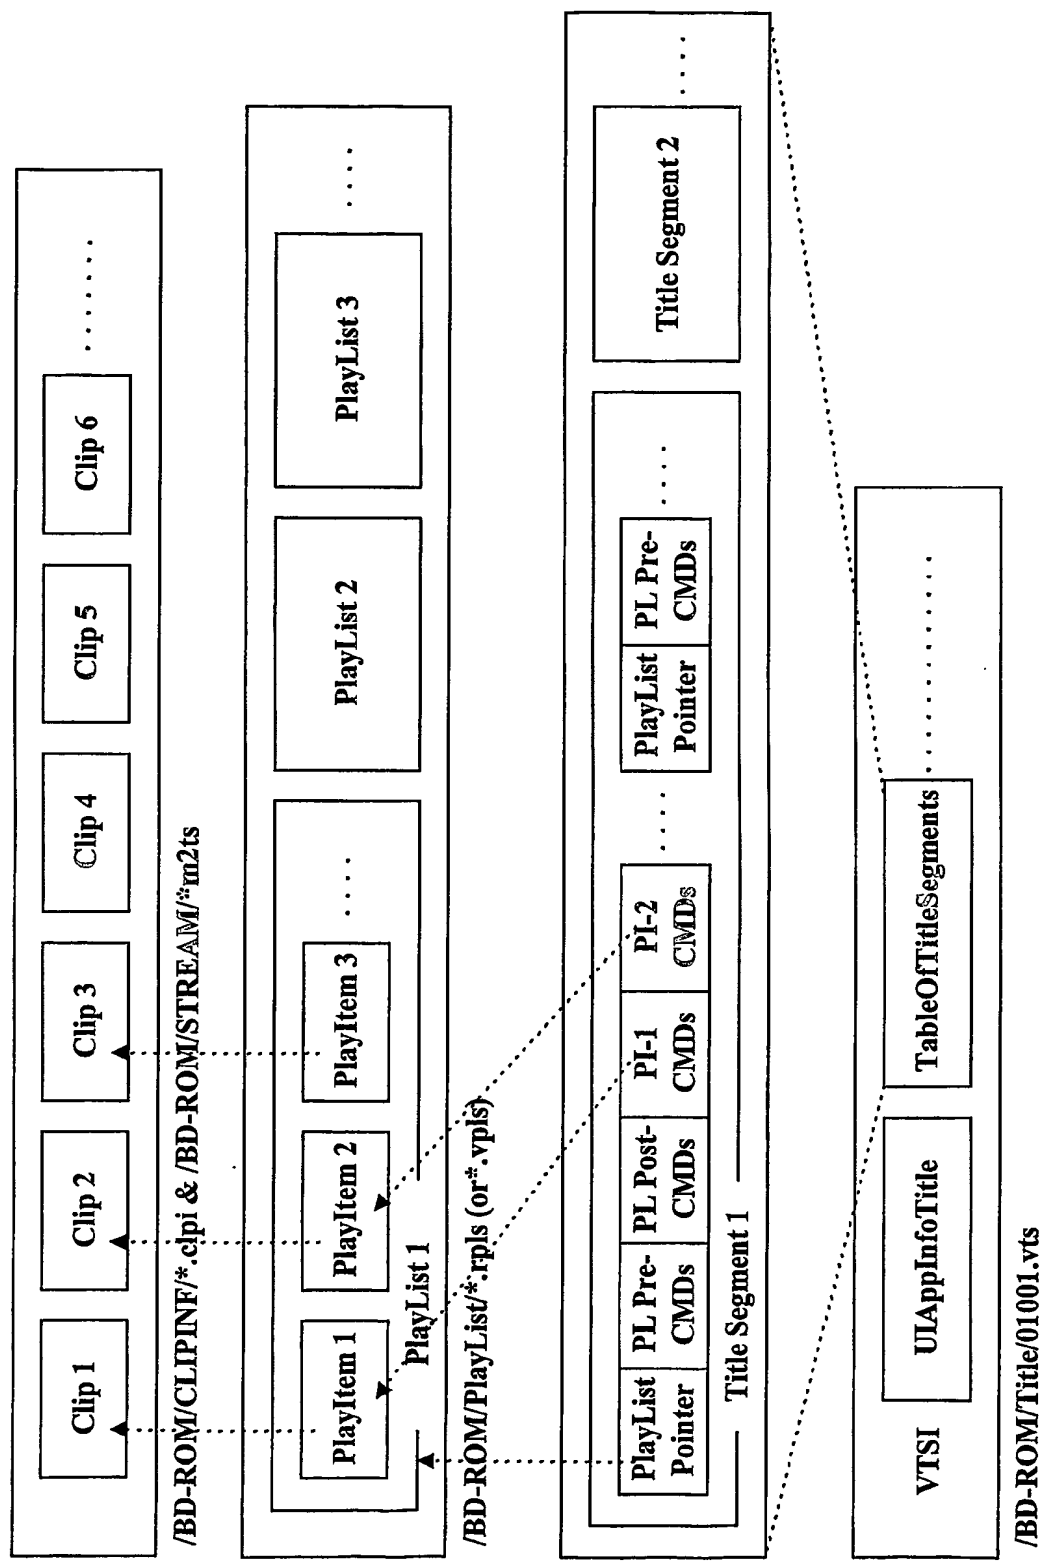 Clip 1
Clip 2
Clip 3
Clip 4
Clip 5
Clip 6
. . . . . . .
/BD-ROM/CLIPINF/*.clpi & /BD-ROM/STREAM/*m2ts
PlayItem 1
PlayItem 2
PlayItem 3
. . . .
PlayList 1
PlayList 2
PlayList 3
. . . .
/BD-ROM/PlayList/*.rpls (or*.vpls)
PlayList
Pointer
PL Pre-
CMDs
PL Post-
CMDs
PI-1
CMDs
PI-2
CMDs
. . . .
PlayList
Pointer
PL Pre-
CMDs
. . . .
Title Segment 1
Title Segment 2
. . . .
VTSI
UIAppInfoTitle
TableOfTitleSegments
. . . . . . . . . . . .
/BD-ROM/Title/01001.vts